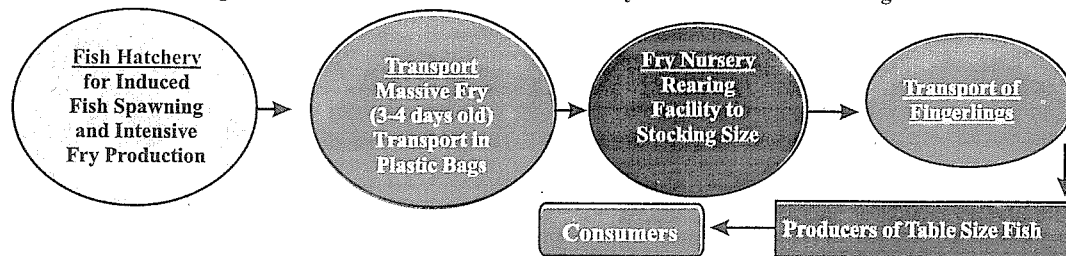 Fish Hatchery
for Induced
Fish Spawning
and Intensive
Fry Production
Transport
Massive Fry
(3-4 days old)
Transport in
Plastic Bags
Fry Nursery
Rearing
Facility to
Stocking Size
Transport of
Fingerlings
Producers of Table Size Fish
Consumers